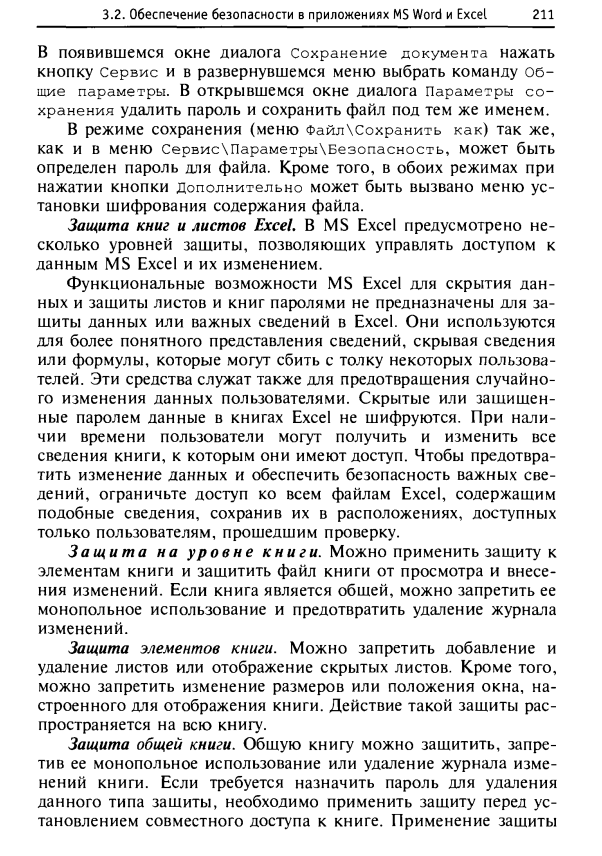 3.2. Обеспечение безопасности в приложениях MS Word и Excel 211
В появившемся окне диалога Сохранение документа нажать
кнопку Сервис и в развернувшемся меню выбрать команду Об-
щие параметры. В открывшемся окне диалога Параметры со-
хранения удалить пароль и сохранить файл под тем же именем.
В режиме сохранения (меню Файл\Сохранить как) так же,
как и в меню Сервис\Параметры\Безопасность, может быть
определен пароль для файла. Кроме того, в обоих режимах при
нажатии кнопки Дополнительно может быть вызвано меню ус-
тановки шифрования содержания файла.
Защита книг и листов Excel. В MS Excel предусмотрено не-
сколько уровней защиты, позволяющих управлять доступом к
данным MS Excel и их изменением.
Функциональные возможности MS Excel для скрытия дан-
ных и защиты листов и книг паролями не предназначены для за-
щиты данных или важных сведений в Excel. Они используются
для более понятного представления сведений, скрывая сведения
или формулы, которые могут сбить с толку некоторых пользова-
телей. Эти средства служат также для предотвращения случайно-
го изменения данных пользователями. Скрытые или защищен-
ные паролем данные в книгах Excel не шифруются. При нали-
чии времени пользователи могут получить и изменить все
сведения книги, к которым они имеют доступ. Чтобы предотвра-
тить изменение данных и обеспечить безопасность важных све-
дений, ограничьте доступ ко всем файлам Excel, содержащим
подобные сведения, сохранив их в расположениях, доступных
только пользователям, прошедшим проверку.
Защита на уровне книги. Можно применить защиту к
элементам книги и защитить файл книги от просмотра и внесе-
ния изменений. Если книга является общей, можно запретить ее
монопольное использование и предотвратить удаление журнала
изменений.
Защита элементов книги. Можно запретить добавление и
удаление листов или отображение скрытых листов. Кроме того,
можно запретить изменение размеров или положения окна, на-
строенного для отображения книги. Действие такой защиты рас-
пространяется на всю книгу.
Защита общей книги. Общую книгу можно защитить, запре-
тив ее монопольное использование или удаление журнала изме-
нений книги. Если требуется назначить пароль для удаления
данного типа защиты, необходимо применить защиту перед ус-
тановлением совместного доступа к книге. Применение защиты